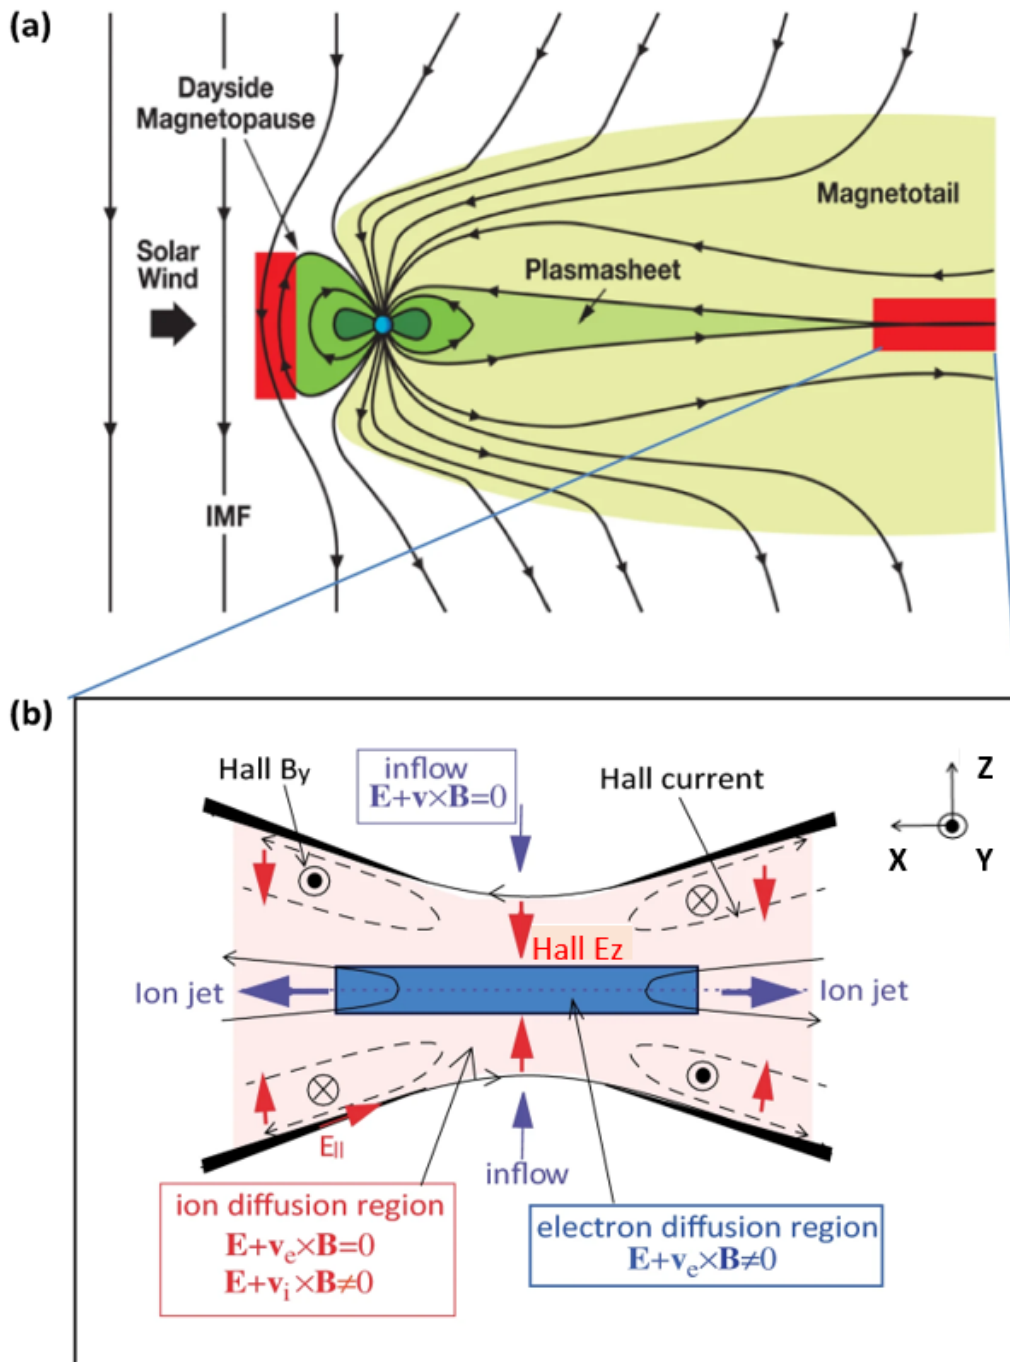 (a)
Dayside
Magnetopause
Magnetotail
Solar
Wind
Plasmasheet
IMF
(b)
Hall By
inflow
E+v×B=0
Hall current
Z
X
Y
Hall Ez
Ion jet
Ion jet
E||
inflow
ion diffusion region
E+ve×B=0
E+vi×B≠0
electron diffusion region
E+ve×B≠0